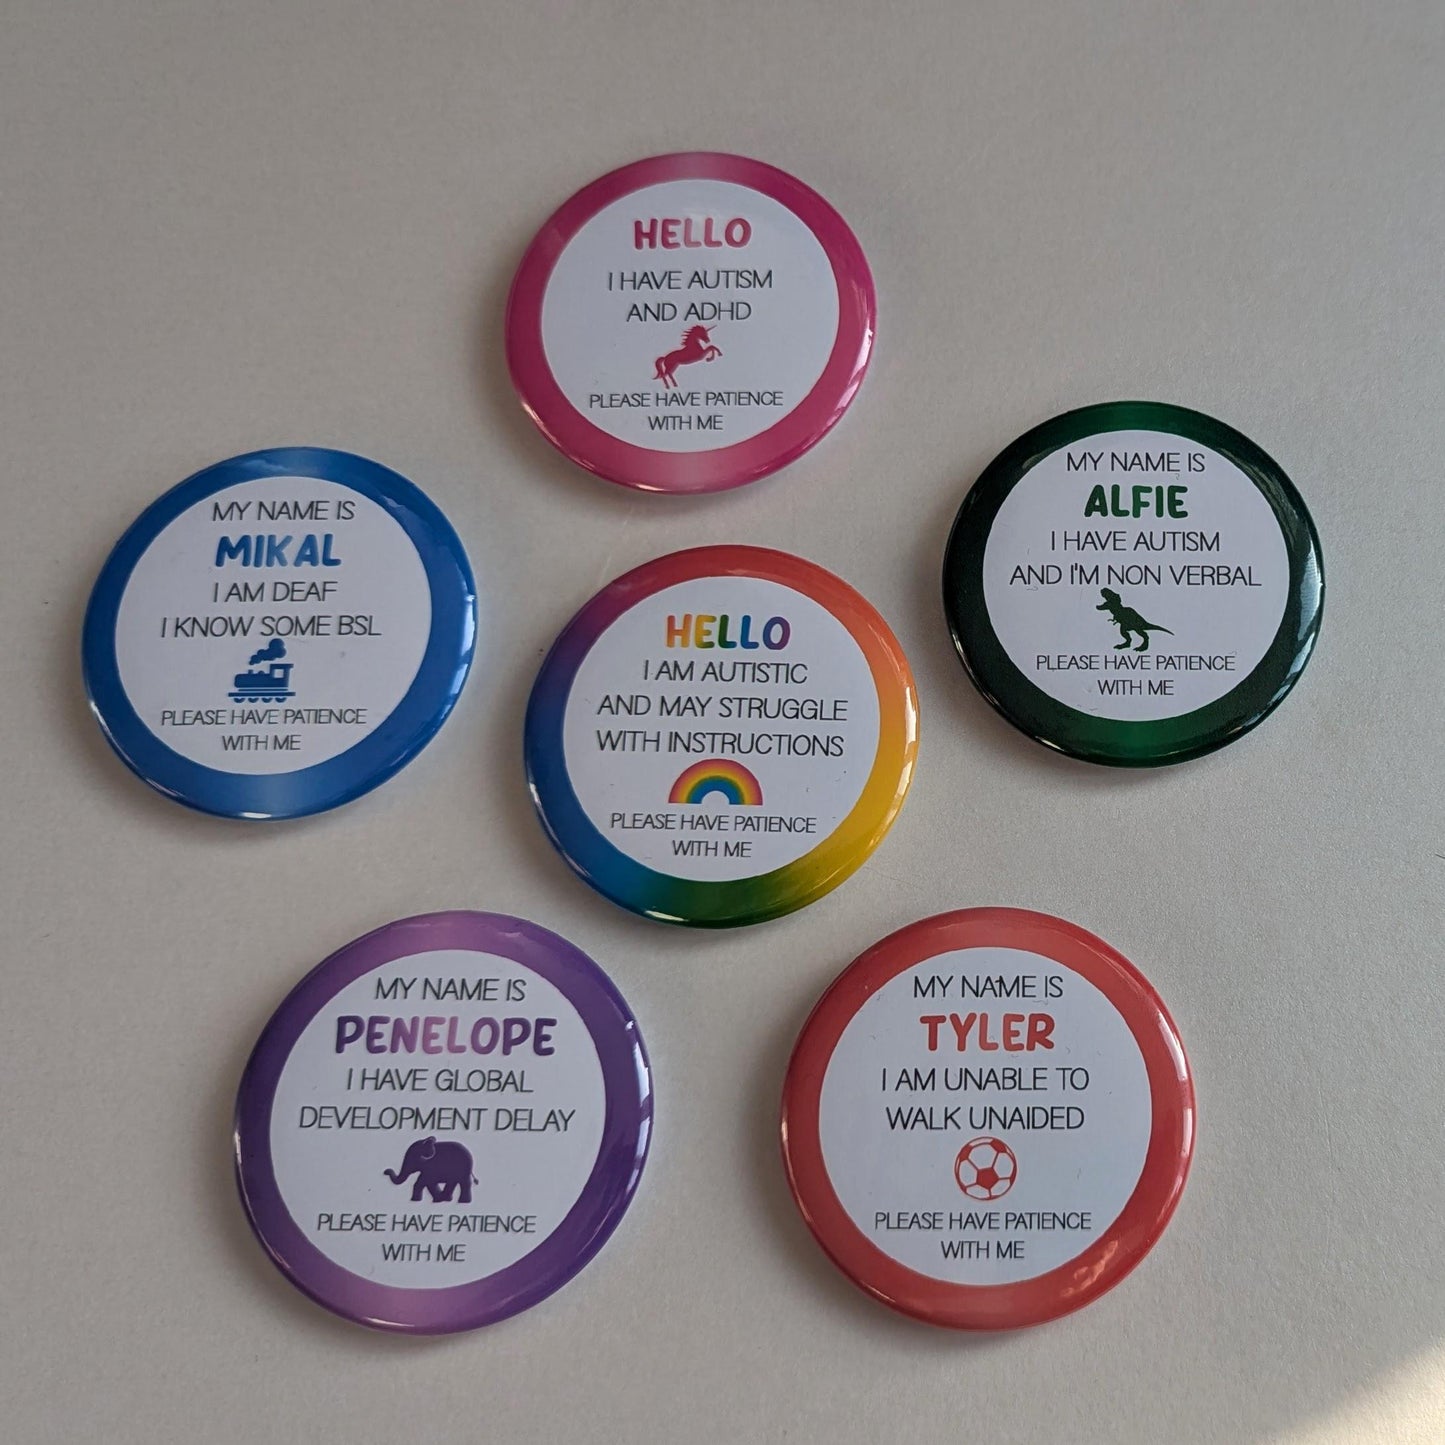 HELLO
I HAVE AUTISM
AND ADHD
PLEASE HAVE PATIENCE
WITH ME
MY NAME IS
MIKAL
I AM DEAF
I KNOW SOME BSL
PLEASE HAVE PATIENCE
WITH ME
MY NAME IS
ALFIE
I HAVE AUTISM
AND I'M NON VERBAL
PLEASE HAVE PATIENCE
WITH ME
HELLO
I AM AUTISTIC
AND MAY STRUGGLE
WITH INSTRUCTIONS
PLEASE HAVE PATIENCE
WITH ME
MY NAME IS
PENELOPE
I HAVE GLOBAL
DEVELOPMENT DELAY
PLEASE HAVE PATIENCE
WITH ME
MY NAME IS
TYLER
I AM UNABLE TO
WALK UNAIDED
PLEASE HAVE PATIENCE
WITH ME